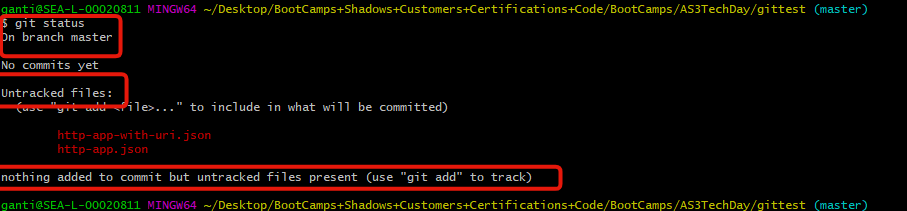 ganti@SEA-L-00020811 MINGW64 ~/Desktop/BootCamps+Shadows+Customers+Certifications+Code/BootCamps/AS3TechDay/gittest (master)
$ git status
On branch master
No commits yet
Untracked files:
(use "git add <file>..." to include in what will be committed)
http-app-with-uri.json
http-app.json
nothing added to commit but untracked files present (use "git add" to track)
ganti@SEA-L-00020811 MINGW64 ~/Desktop/BootCamps+Shadows+Customers+Certifications+Code/BootCamps/AS3TechDay/gittest (master)